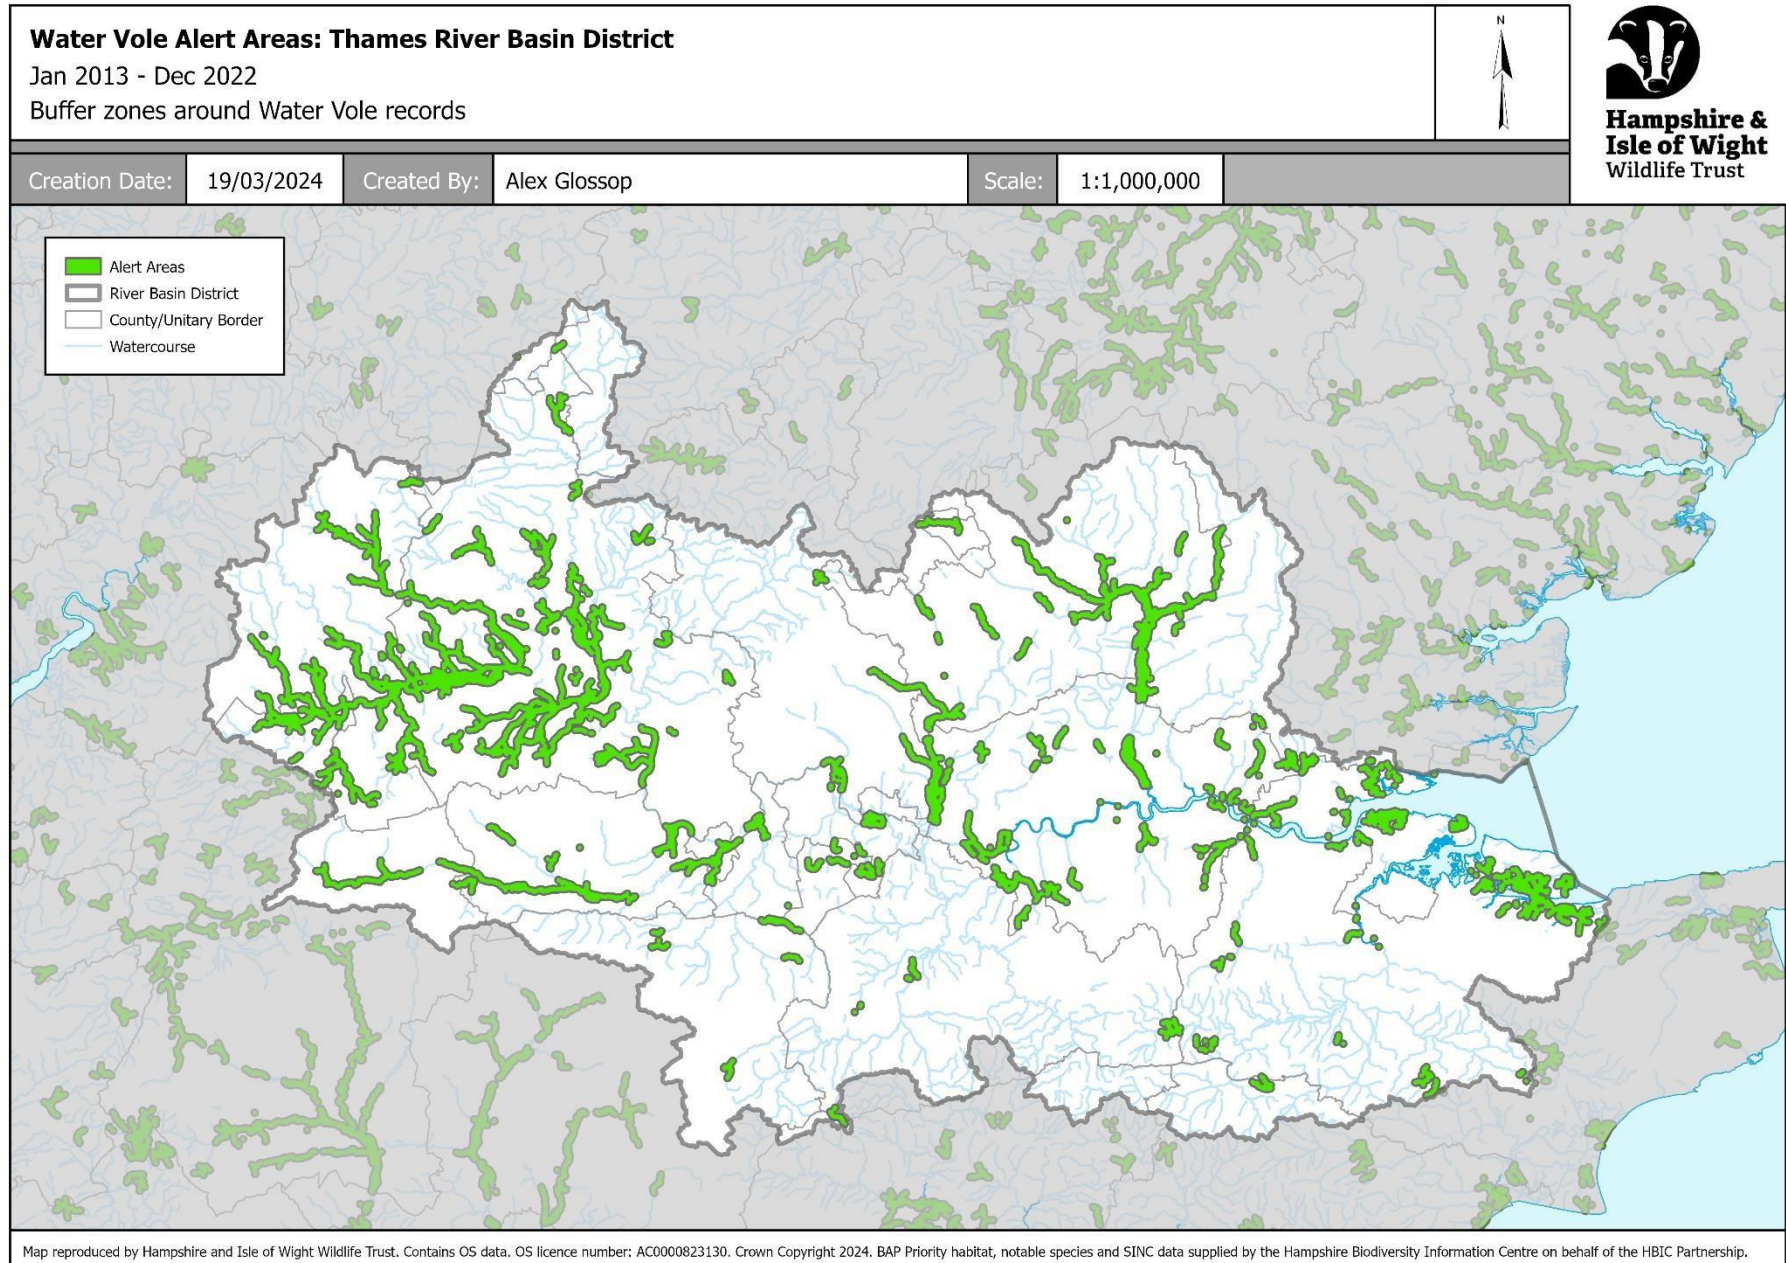 Water Vole Alert Areas: Thames River Basin District
Jan 2013 - Dec 2022
Buffer zones around Water Vole records
N
Hampshire &
Isle of Wight
Wildlife Trust
Creation Date: 19/03/2024 Created By: Alex Glossop Scale: 1:1,000,000
Alert Areas
River Basin District
County/Unitary Border
Watercourse
Map reproduced by Hampshire and Isle of Wight Wildlife Trust. Contains OS data. OS licence number: AC0000823130. Crown Copyright 2024. BAP Priority habitat, notable species and SINC data supplied by the Hampshire Biodiversity Information Centre on behalf of the HBIC Partnership.